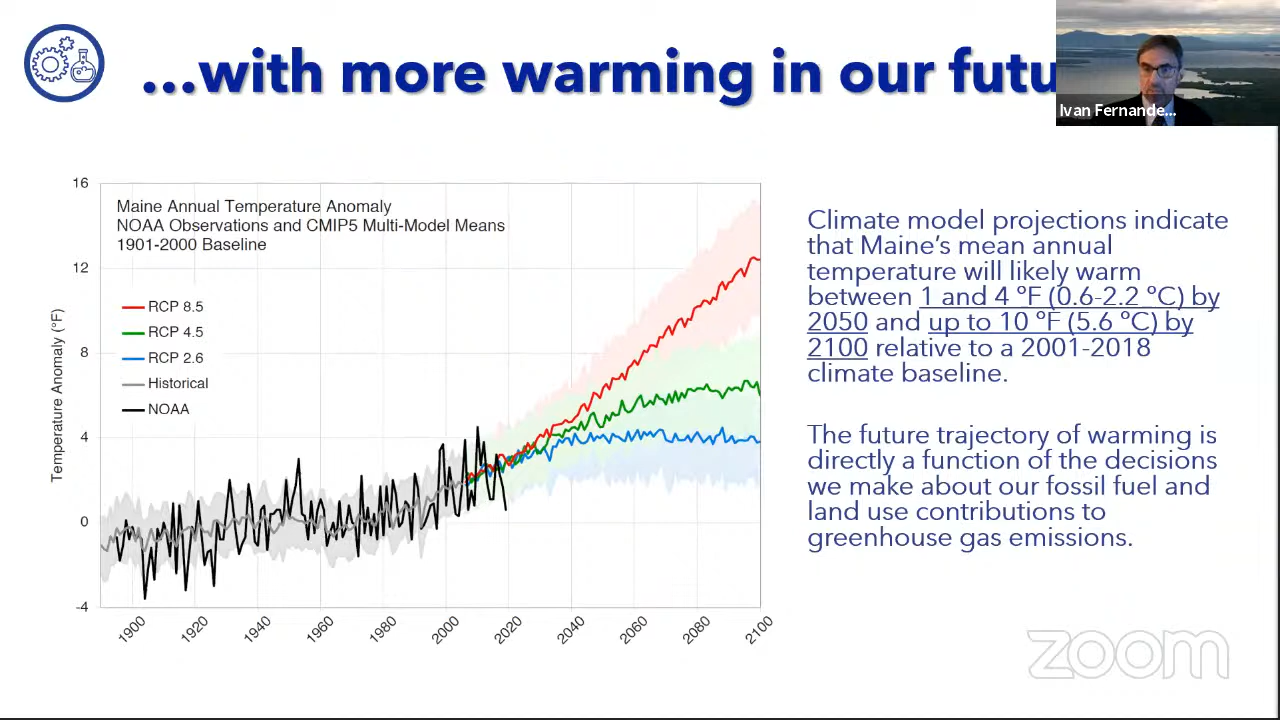 ...with more warming in our futu
Ivan Fernande...
16
12
8
4
0
-4
Temperature Anomaly (°F)
Maine Annual Temperature Anomaly
NOAA Observations and CMIP5 Multi-Model Means
1901-2000 Baseline
RCP 8.5
RCP 4.5
RCP 2.6
Historical
NOAA
1900
1920
1940
1960
1980
2000
2020
2040
2060
2080
2100
Climate model projections indicate
that Maine's mean annual
temperature will likely warm
between 1 and 4 ºF (0.6-2.2 ºC) by
2050 and up to 10 ºF (5.6 ºC) by
2100 relative to a 2001-2018
climate baseline.
The future trajectory of warming is
directly a function of the decisions
we make about our fossil fuel and
land use contributions to
greenhouse gas emissions.
zoom